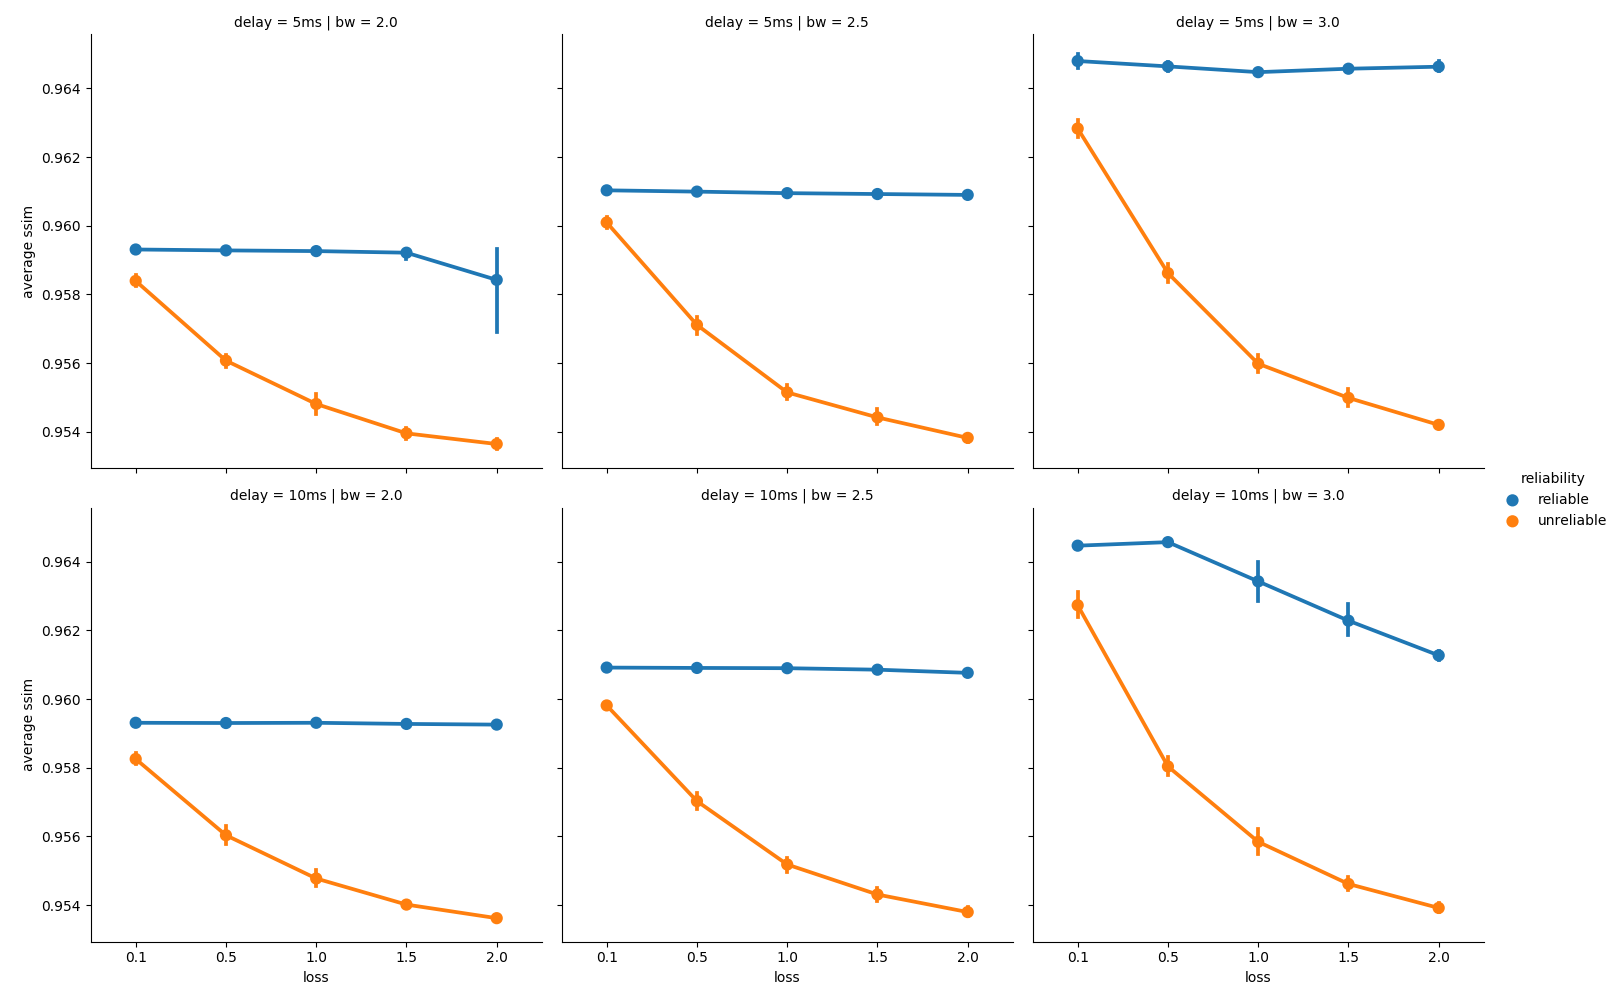 delay = 5ms | bw = 2.0
delay = 5ms | bw = 2.5
delay = 5ms | bw = 3.0
0.964
0.962
0.960
0.958
0.956
0.954
average ssim
reliability
reliable
unreliable
delay = 10ms | bw = 2.0
delay = 10ms | bw = 2.5
delay = 10ms | bw = 3.0
0.964
0.962
0.960
0.958
0.956
0.954
average ssim
0.1 0.5 1.0 1.5 2.0
loss
0.1 0.5 1.0 1.5 2.0
loss
0.1 0.5 1.0 1.5 2.0
loss